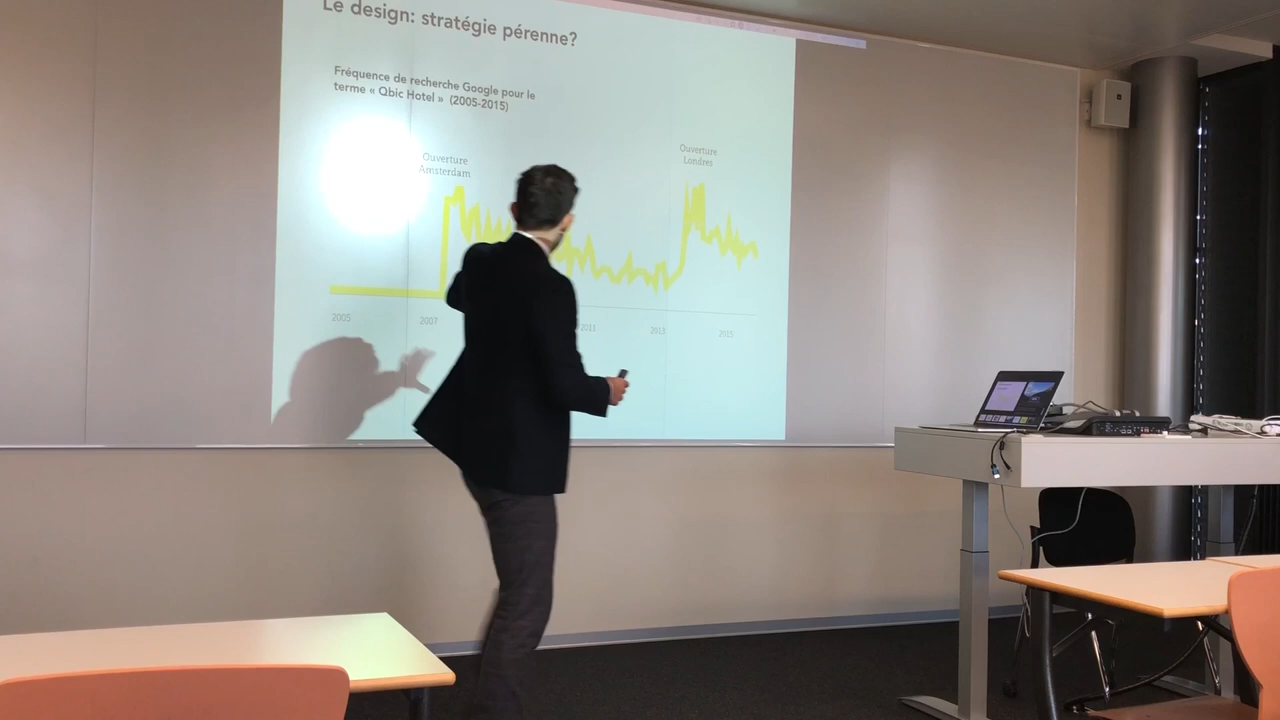 Le design: stratégie pérenne?
Fréquence de recherche Google pour le
terme « Qbic Hotel » (2005-2015)
Ouverture
Amsterdam
Ouverture
Londres
2005
2007
2011
2013
2015